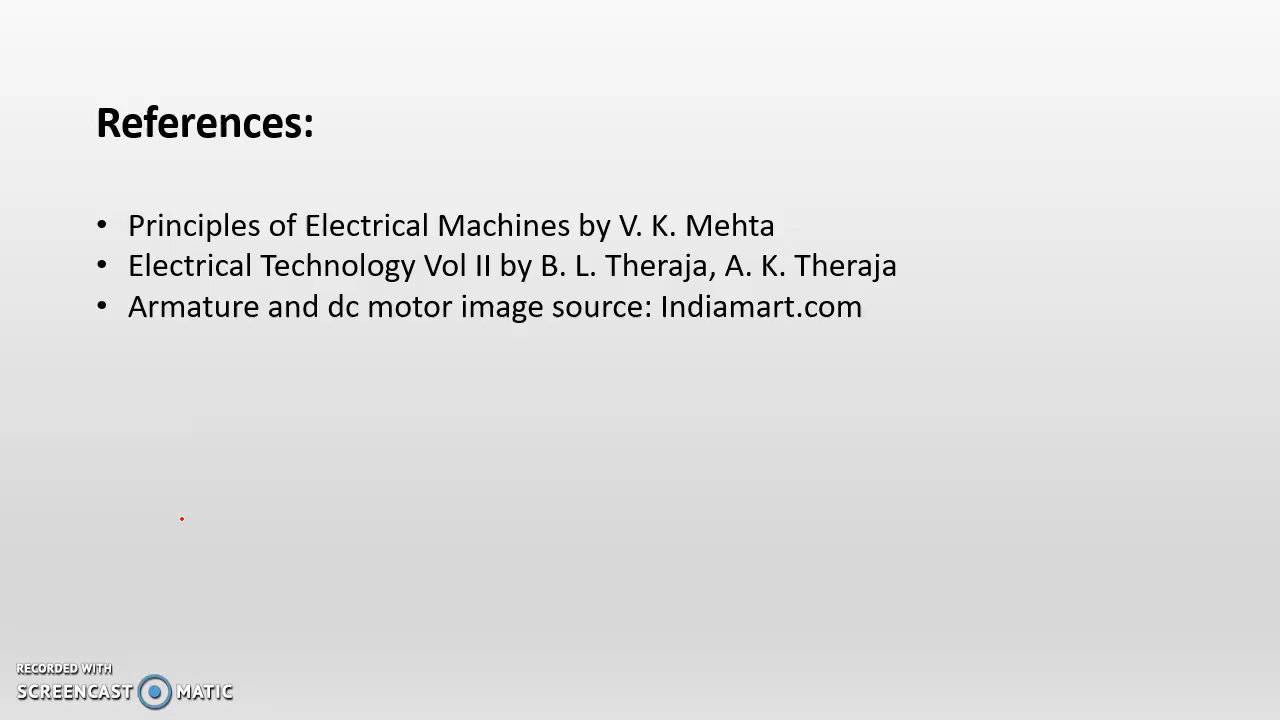 References:
• Principles of Electrical Machines by V. K. Mehta
• Electrical Technology Vol II by B. L. Theraja, A. K. Theraja
• Armature and dc motor image source: Indiamart.com
RECORDED WITH
SCREENCAST MATIC